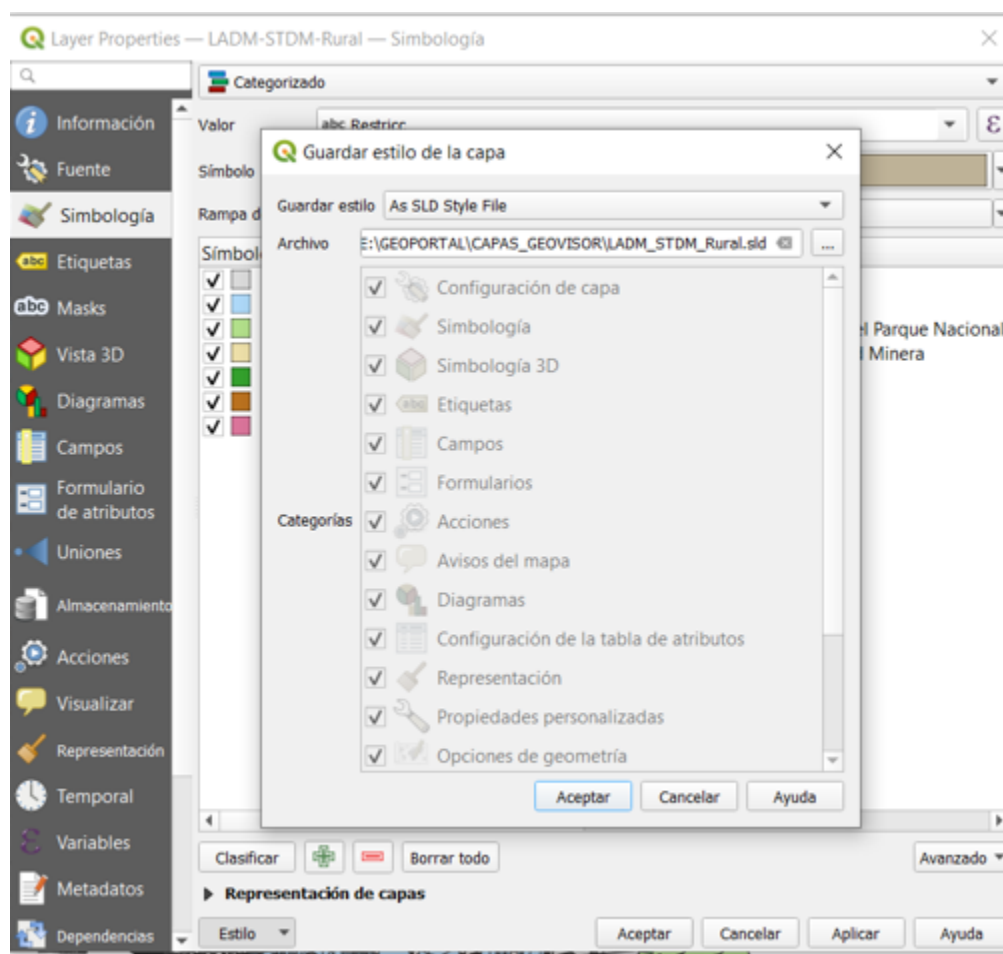 Layer Properties — LADM-STDM-Rural — Simbología
Categorizado
Información
Fuente
Simbología
Etiquetas
abc Masks
Vista 3D
Diagramas
Campos
Formulario
de atributos
Uniones
Almacenamiento
Acciones
Visualizar
Representación
Temporal
Variables
Metadatos
Dependencias
Valor
abc Restricc
ε
Símbolo
Rampa d
Símbol
el Parque Nacional
d Minera
Guardar estilo de la capa
Guardar estilo As SLD Style File
Archivo E:\GEOPORTAL\CAPAS_GEOVISOR\LADM_STDM_Rural.sld ...
Configuración de capa
Simbología
Simbología 3D
abc Etiquetas
Campos
Formularios
Categorías
Acciones
Avisos del mapa
Diagramas
Configuración de la tabla de atributos
Representación
Propiedades personalizadas
Opciones de geometría
Aceptar Cancelar Ayuda
Clasificar Borrar todo Avanzado
Representación de capas
Estilo Aceptar Cancelar Aplicar Ayuda